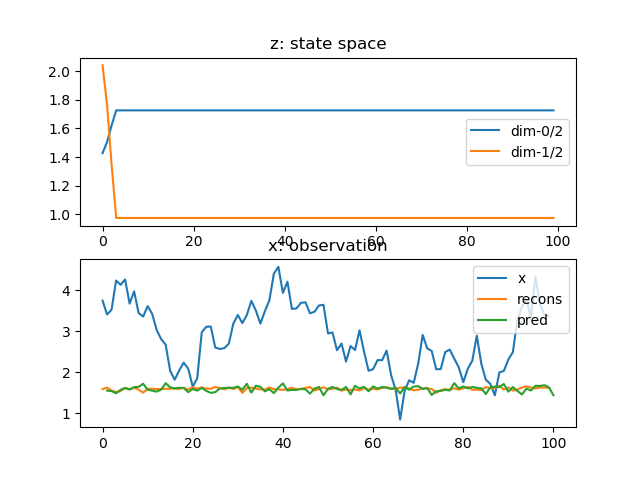 z: state space
2.0
1.8
1.6
1.4
1.2
1.0
dim-0/2
dim-1/2
0 20 40 60 80 100
x: observation
4
3
2
1
x
recons
pred
0 20 40 60 80 100